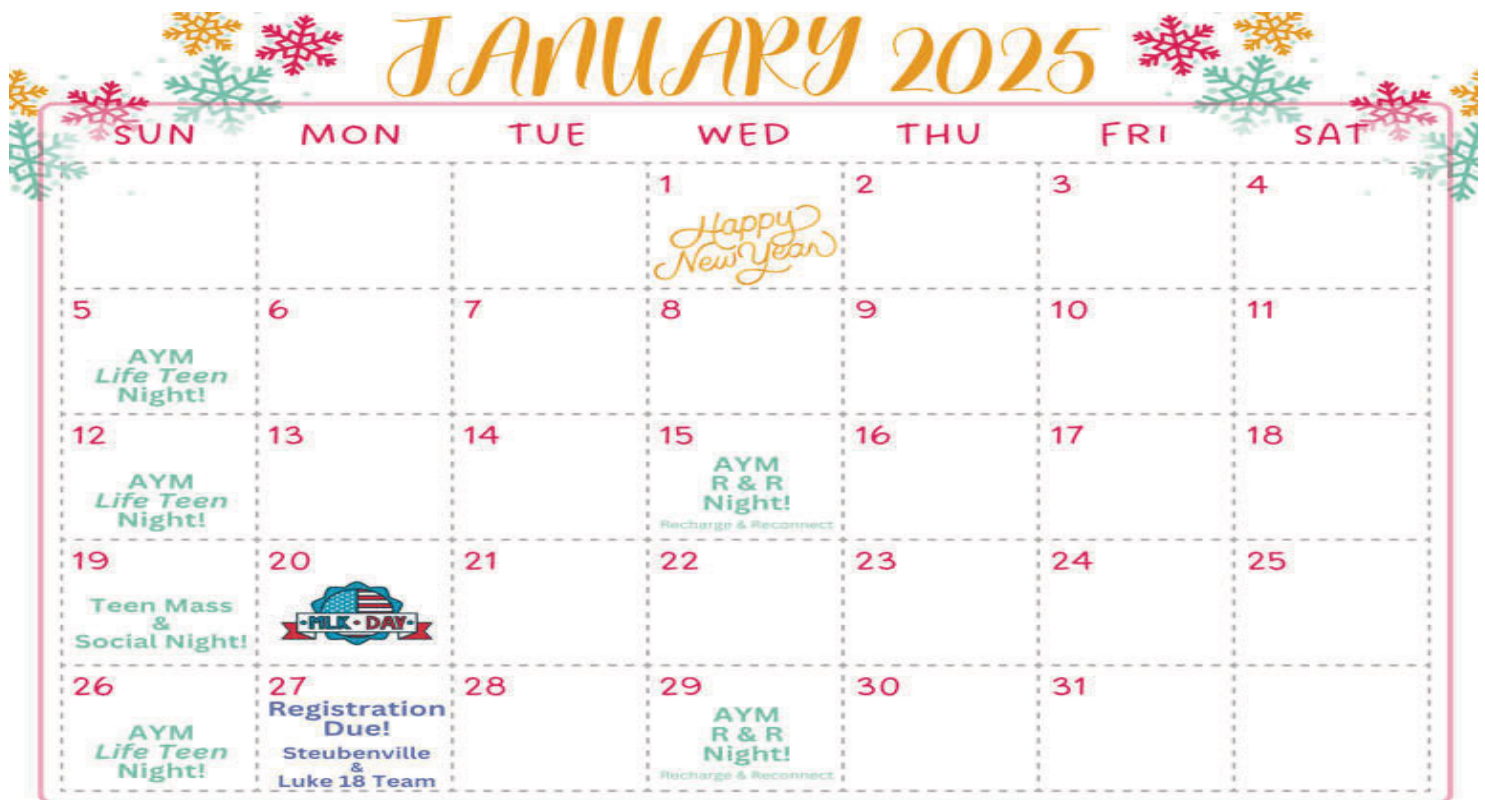 JANUARY 2025
SUN MON TUE WED THU FRI SAT
1 2 3 4
Happy
New Year
5 6 7 8 9 10 11
AYM
Life Teen
Night!
12 13 14 15 16 17 18
AYM
Life Teen
Night!
AYM
R & R
Night!
Recharge & Reconnect
19 20 21 22 23 24 25
Teen Mass
&
Social Night!
MLK DAY
26 27 28 29 30 31
AYM
Life Teen
Night!
Registration
Due!
Steubenville
&
Luke 18 Team
AYM
R & R
Night!
Recharge & Reconnect